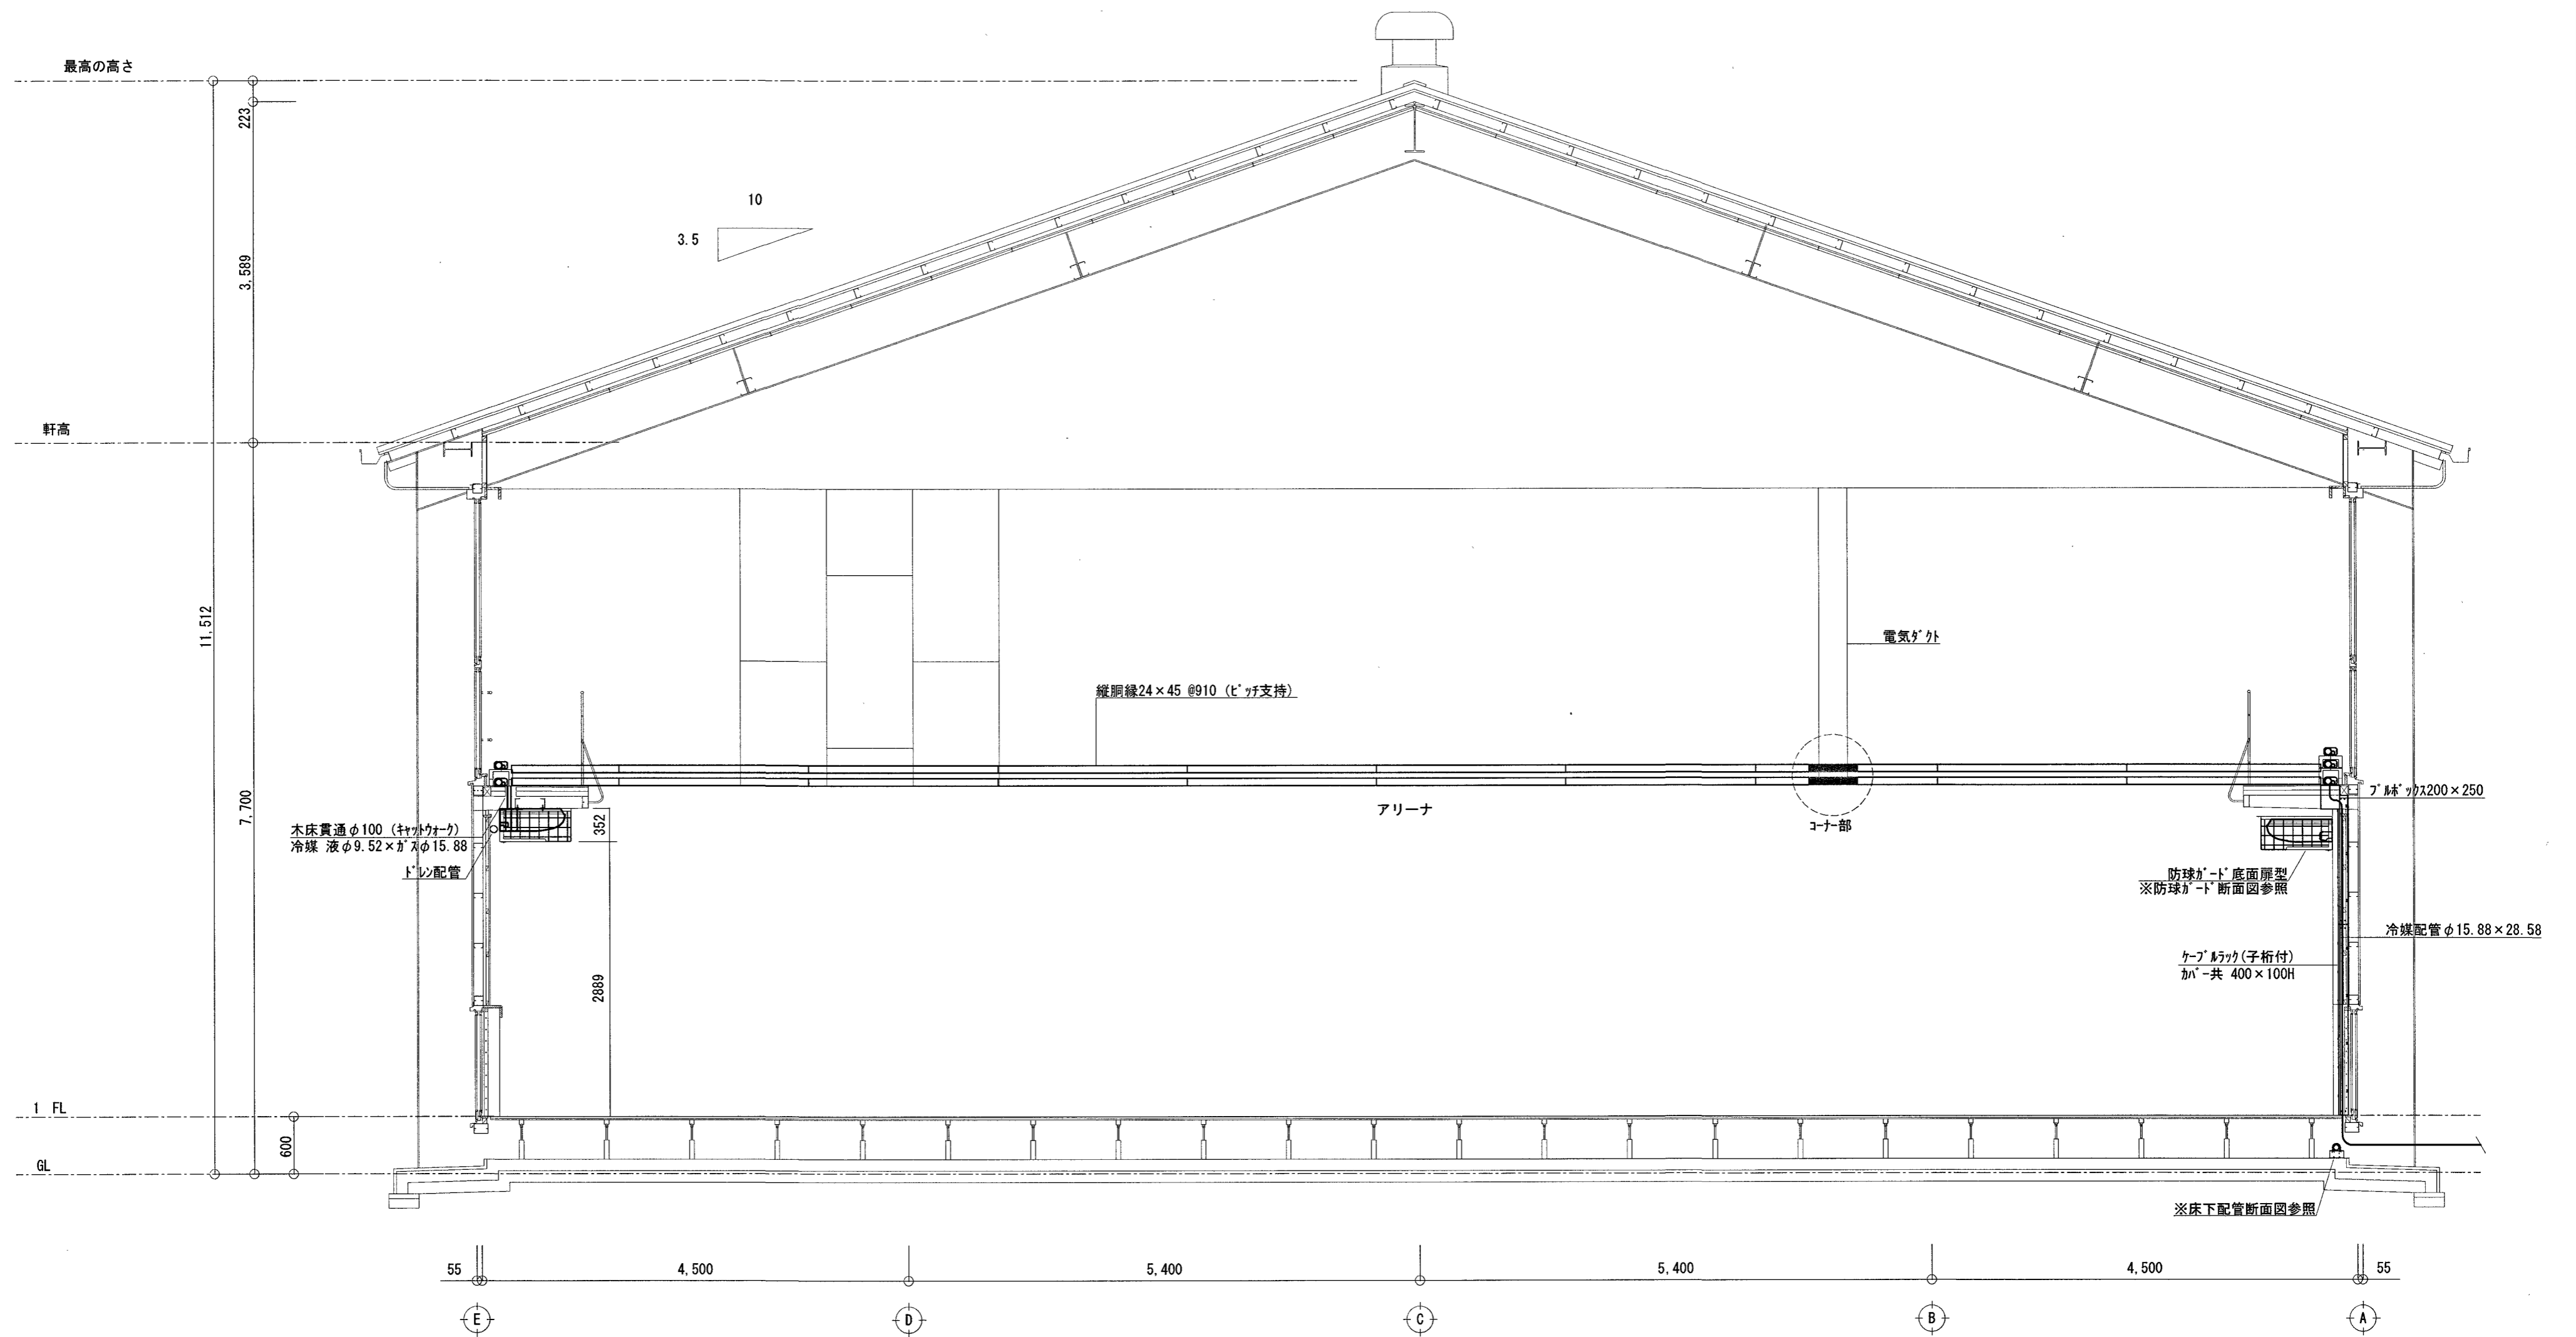 最高の高さ
223
10
3.5
3,589
軒高
11,512
電気ﾀﾞｸﾄ
縦胴縁24×45 @910 (ﾋﾟｯﾁ支持)
7,700
ﾌﾟﾙﾎﾞｯｸｽ200×250
アリーナ
ｺｰﾅｰ部
352
木床貫通φ100 (ｷｬｯﾄｳｫｰｸ)
冷媒 液φ9.52×ｶﾞｽφ15.88
ﾄﾞﾚﾝ配管
防球ｶﾞｰﾄﾞ底面扉型
※防球ｶﾞｰﾄﾞ断面図参照
冷媒配管φ15.88×28.58
ｹｰﾌﾞﾙﾗｯｸ(子桁付)
ｶﾊﾞｰ共 400×100H
2889
1 FL
600
GL
※床下配管断面図参照
55 4,500 5,400 5,400 4,500 55
E D C B A